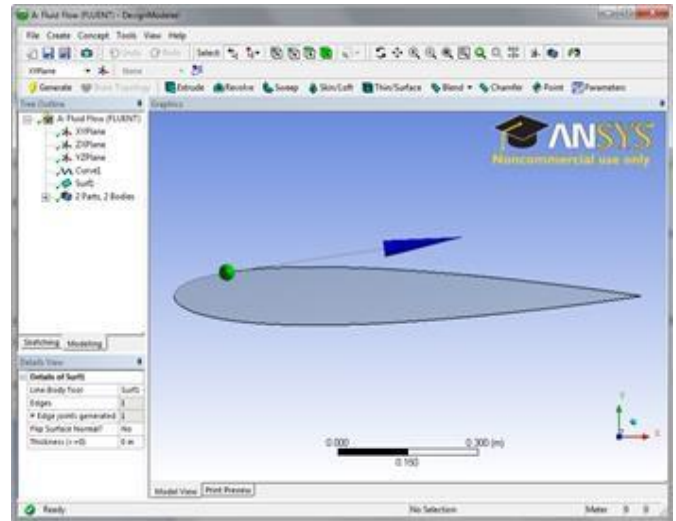 A: Fluid Flow (FLUENT) - DesignModeler
File Create Concept Tools View Help
Undo Redo Select:
XYPlane None
Generate Share Topology Extrude Revolve Sweep Skin/Loft Thin/Surface Blend Chamfer Point Parameters
Tree Outline
Graphics
A: Fluid Flow (FLUENT)
XYPlane
ZXPlane
YZPlane
Curve1
Surf1
2 Parts, 2 Bodies
ANSYS
Noncommercial use only
Sketching Modeling
Details View
Details of Surf1
Line-Body Tool Surf1
Edges 1
Edge joints generated 1
Flip Surface Normal? No
Thickness (>=0) 0 m
0.000 0.300 (m)
0.150
Y
X
Model View Print Preview
Ready No Selection Meter 0 0